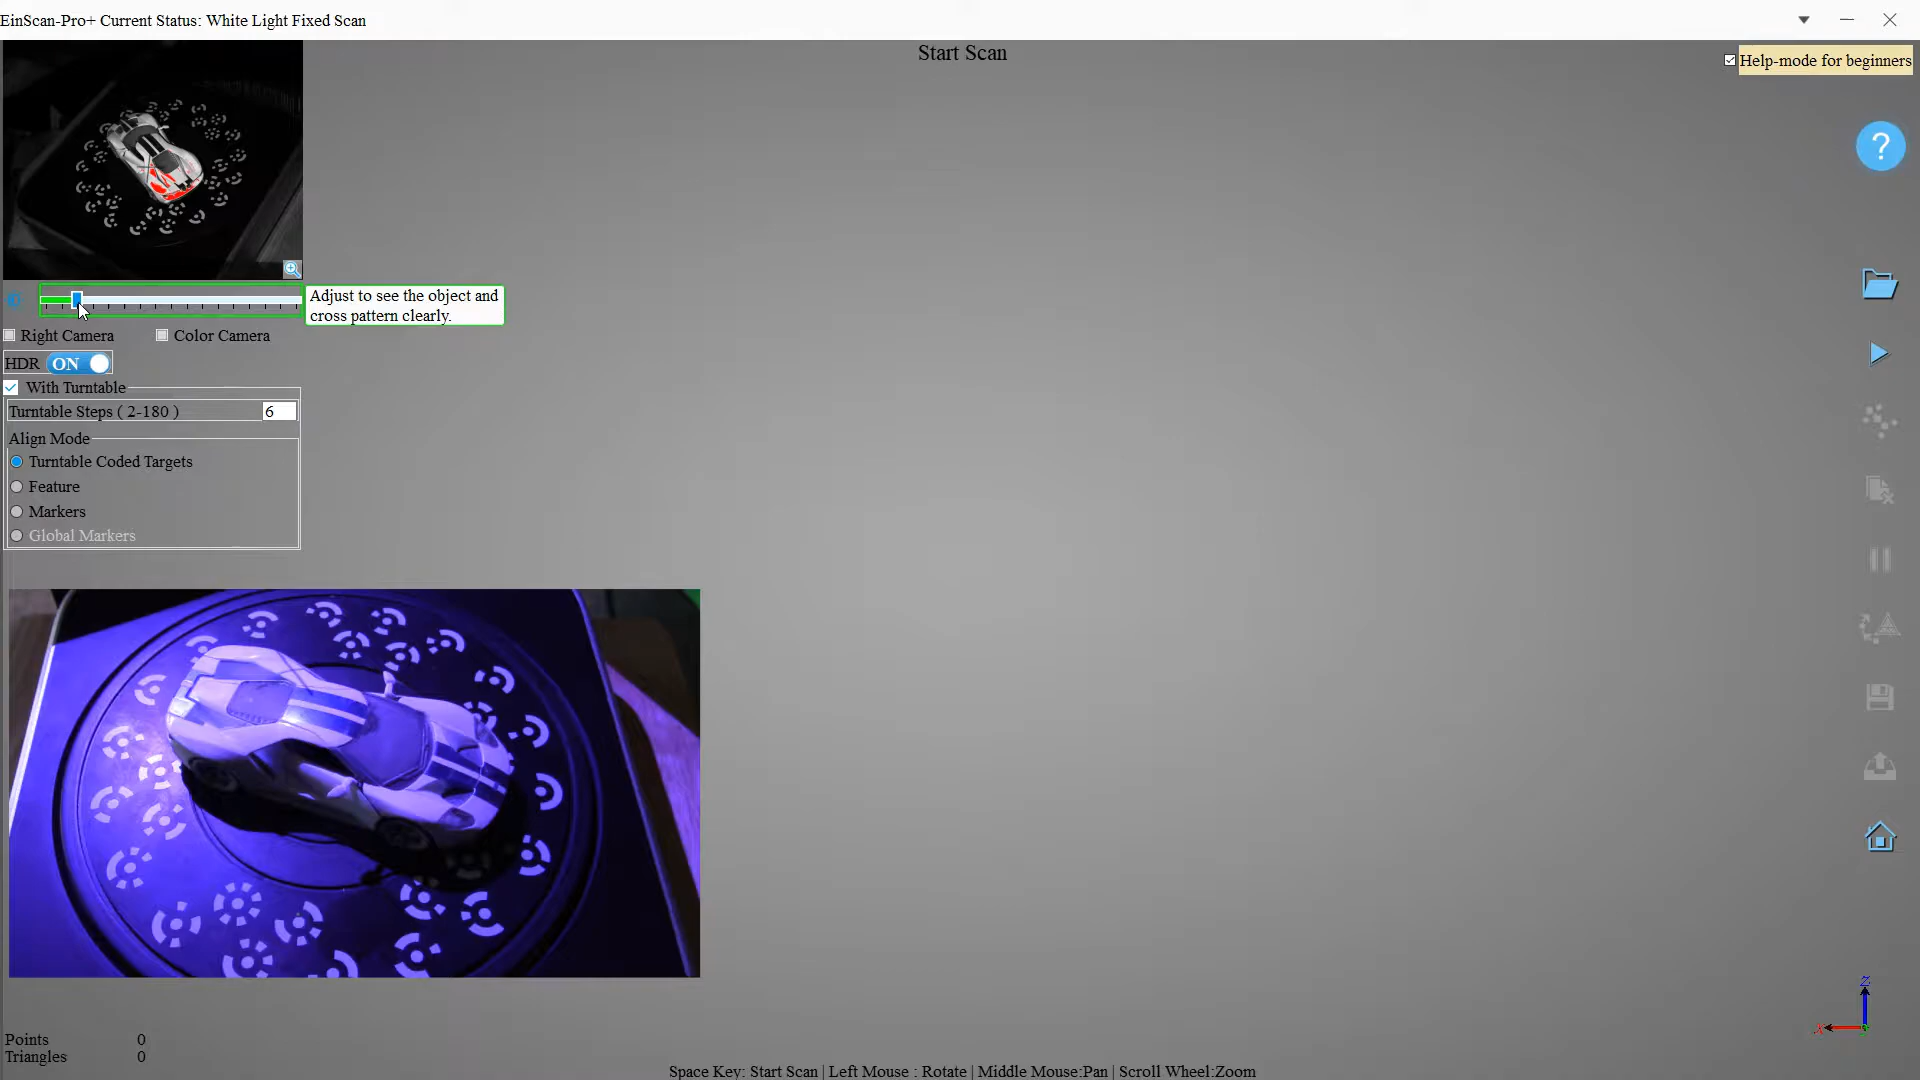 EinScan-Pro+ Current Status: White Light Fixed Scan
Start Scan
Help-mode for beginners
?
Adjust to see the object and
cross pattern clearly.
Right Camera
Color Camera
HDR ON
With Turntable
Turntable Steps ( 2-180 ) 6
Align Mode
Turntable Coded Targets
Feature
Markers
Global Markers
Z
X
Points 0
Triangles 0
Space Key: Start Scan | Left Mouse : Rotate | Middle Mouse:Pan | Scroll Wheel:Zoom